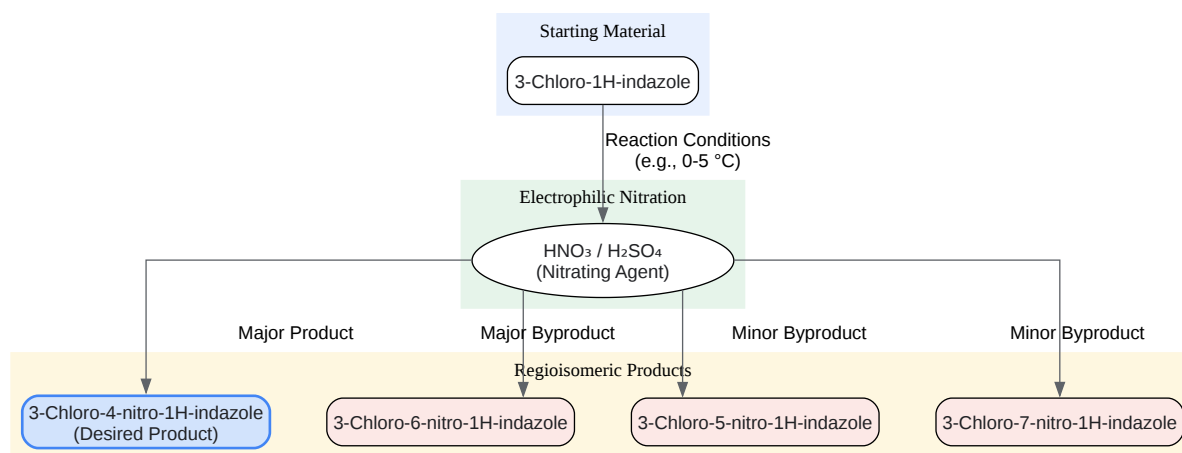 Starting Material
3-Chloro-1H-indazole
Reaction Conditions
(e.g., 0-5 °C)
Electrophilic Nitration
HNO₃ / H₂SO₄
(Nitrating Agent)
Major Product
Major Byproduct
Minor Byproduct
Minor Byproduct
Regioisomeric Products
3-Chloro-4-nitro-1H-indazole
(Desired Product)
3-Chloro-6-nitro-1H-indazole
3-Chloro-5-nitro-1H-indazole
3-Chloro-7-nitro-1H-indazole